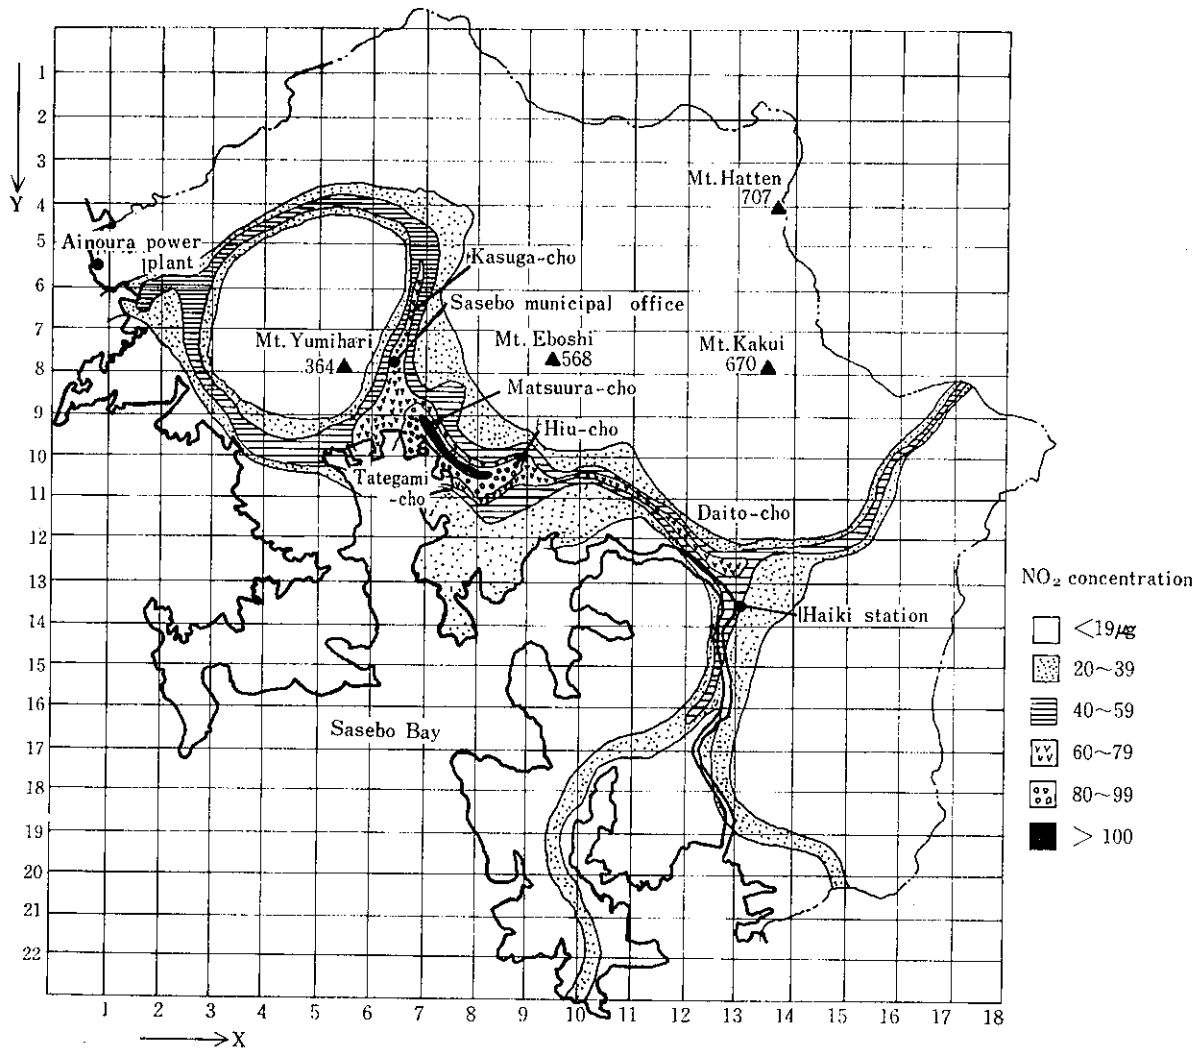 1
2
3
Y
4
5
6
7
8
9
10
11
12
13
14
15
16
17
18
19
20
21
22
Mt. Hatten
707
Ainoura power
plant
Kasuga-cho
Sasebo municipal office
Mt. Yumihari
364
Mt. Eboshi
568
Mt. Kakui
670
Matsuura-cho
Hiu-cho
Tategami
-cho
Daito-cho
Haiki station
Sasebo Bay
NO₂ concentration
<19㎍
20~39
40~59
60~79
80~99
> 100
1 2 3 4 5 6 7 8 9 10 11 12 13 14 15 16 17 18
X